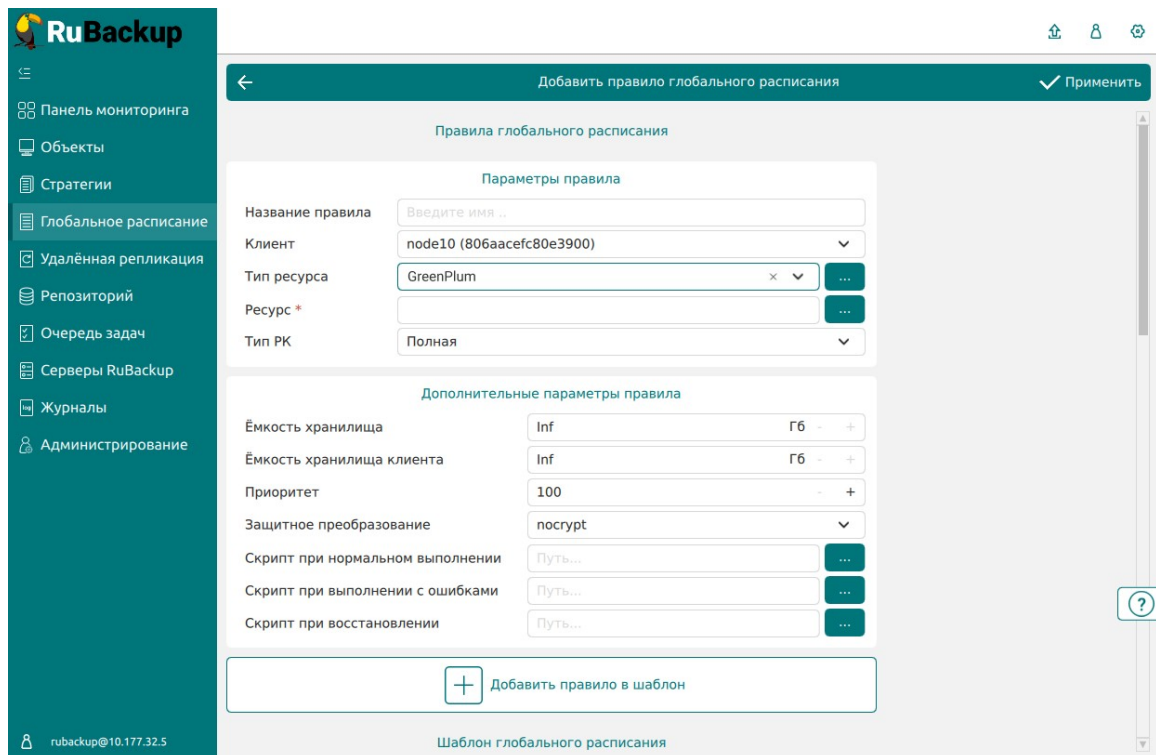 RuBackup
Добавить правило глобального расписания
Применить
Панель мониторинга
Объекты
Стратегии
Глобальное расписание
Удалённая репликация
Репозиторий
Очередь задач
Серверы RuBackup
Журналы
Администрирование
rubackup@10.177.32.5
Правила глобального расписания
Параметры правила
Название правила Введите имя ..
Клиент node10 (806aacefc80e3900)
Тип ресурса GreenPlum × ...
Ресурс * ...
Тип РК Полная
Дополнительные параметры правила
Ёмкость хранилища Inf Гб - +
Ёмкость хранилища клиента Inf Гб - +
Приоритет 100 - +
Защитное преобразование nocrypt
Скрипт при нормальном выполнении Путь... ...
Скрипт при выполнении с ошибками Путь... ...
Скрипт при восстановлении Путь... ...
Добавить правило в шаблон
Шаблон глобального расписания
?